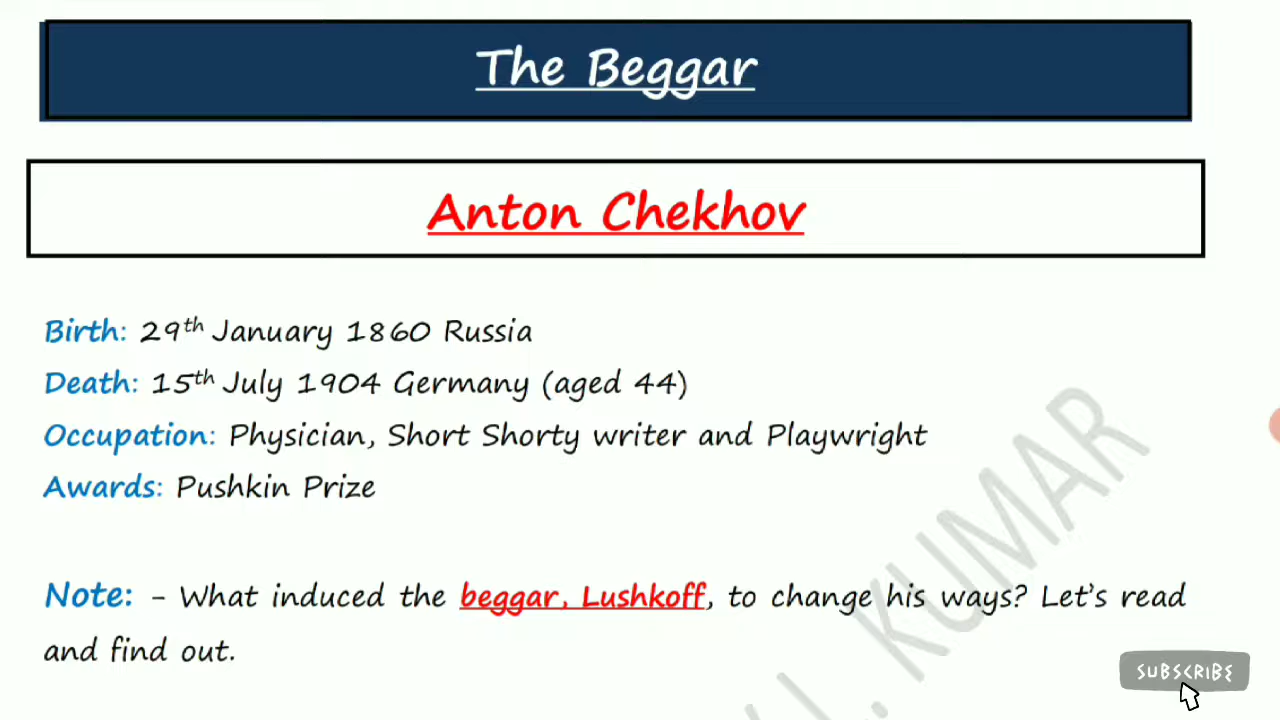 The Beggar
Anton Chekhov
Birth: 29th January 1860 Russia
Death: 15th July 1904 Germany (aged 44)
Occupation: Physician, Short Shorty writer and Playwright
Awards: Pushkin Prize
Note: - What induced the beggar, Lushkoff, to change his ways? Let's read
and find out.
KUMAR
SUBSCRIBE